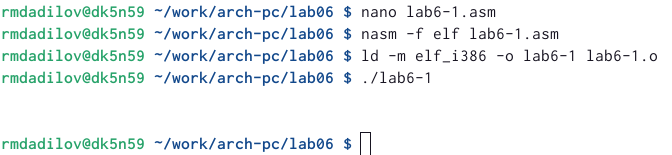 rmdadilov@dk5n59 ~/work/arch-pc/lab06 $ nano lab6-1.asm
rmdadilov@dk5n59 ~/work/arch-pc/lab06 $ nasm -f elf lab6-1.asm
rmdadilov@dk5n59 ~/work/arch-pc/lab06 $ ld -m elf_i386 -o lab6-1 lab6-1.o
rmdadilov@dk5n59 ~/work/arch-pc/lab06 $ ./lab6-1
rmdadilov@dk5n59 ~/work/arch-pc/lab06 $